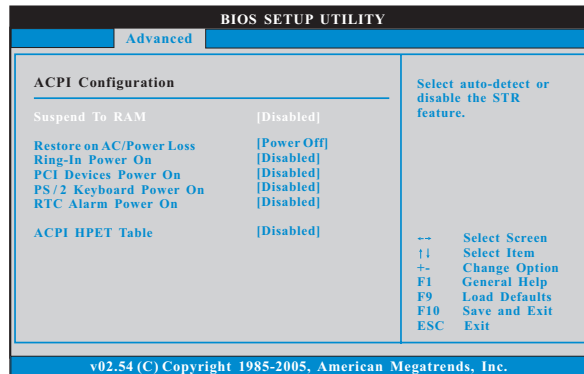 BIOS SETUP UTILITY
Advanced
ACPI Configuration
Suspend To RAM [Disabled]
Restore on AC/Power Loss [Power Off]
Ring-In Power On [Disabled]
PCI Devices Power On [Disabled]
PS/2 Keyboard Power On [Disabled]
RTC Alarm Power On [Disabled]
ACPI HPET Table [Disabled]
Select auto-detect or
disable the STR
feature.
←→ Select Screen
↑↓ Select Item
+- Change Option
F1 General Help
F9 Load Defaults
F10 Save and Exit
ESC Exit
v02.54 (C) Copyright 1985-2005, American Megatrends, Inc.